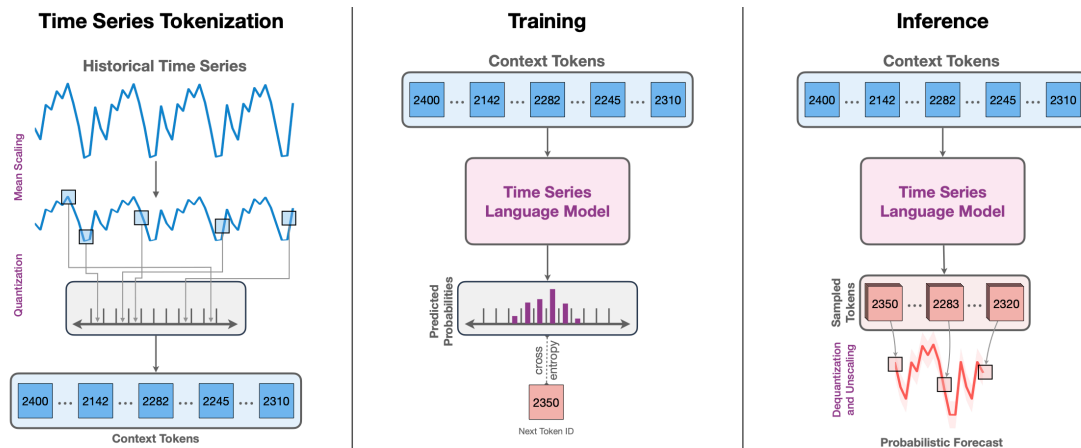 Time Series Tokenization
Historical Time Series
Mean Scaling
Quantization
2400 ... 2142 ... 2282 ... 2245 ... 2310
Context Tokens
Training
Context Tokens
2400 ... 2142 ... 2282 ... 2245 ... 2310
Time Series
Language Model
Predicted
Probabilities
cross
entropy
2350
Next Token ID
Inference
Context Tokens
2400 ... 2142 ... 2282 ... 2245 ... 2310
Time Series
Language Model
Sampled
Tokens
2350 ... 2283 ... 2320
Dequantization
and Unscaling
Probabilistic Forecast